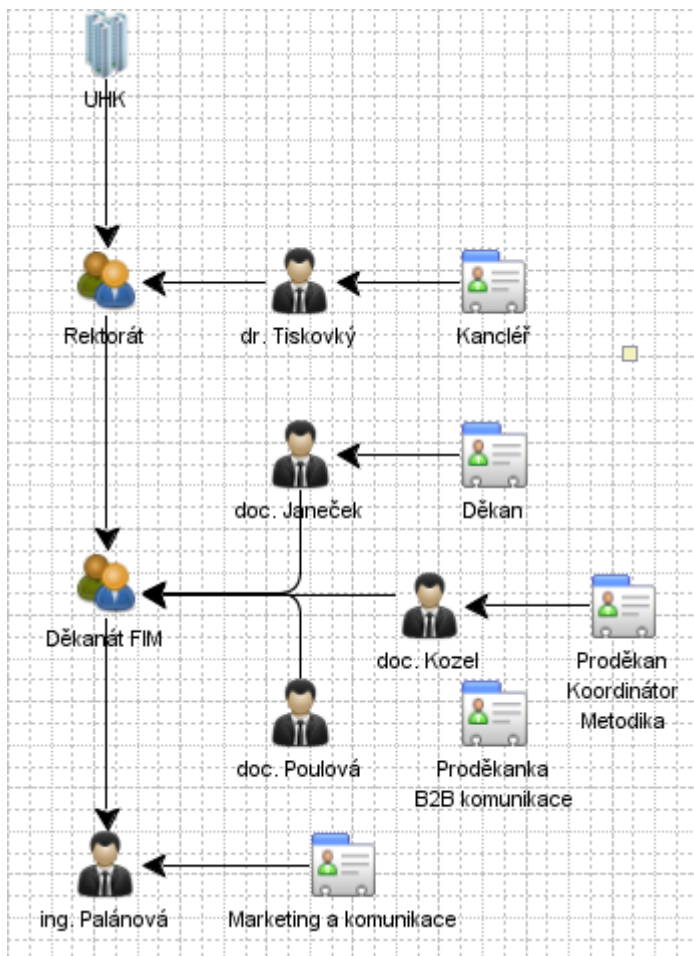 UHK
Rektorát
dr. Tiskovký
Kancléř
doc. Janeček
Děkan
Děkanát FIM
doc. Kozel
Proděkan
Koordinátor
Metodika
doc. Poulová
Proděkanka
B2B komunikace
ing. Palánová
Marketing a komunikace